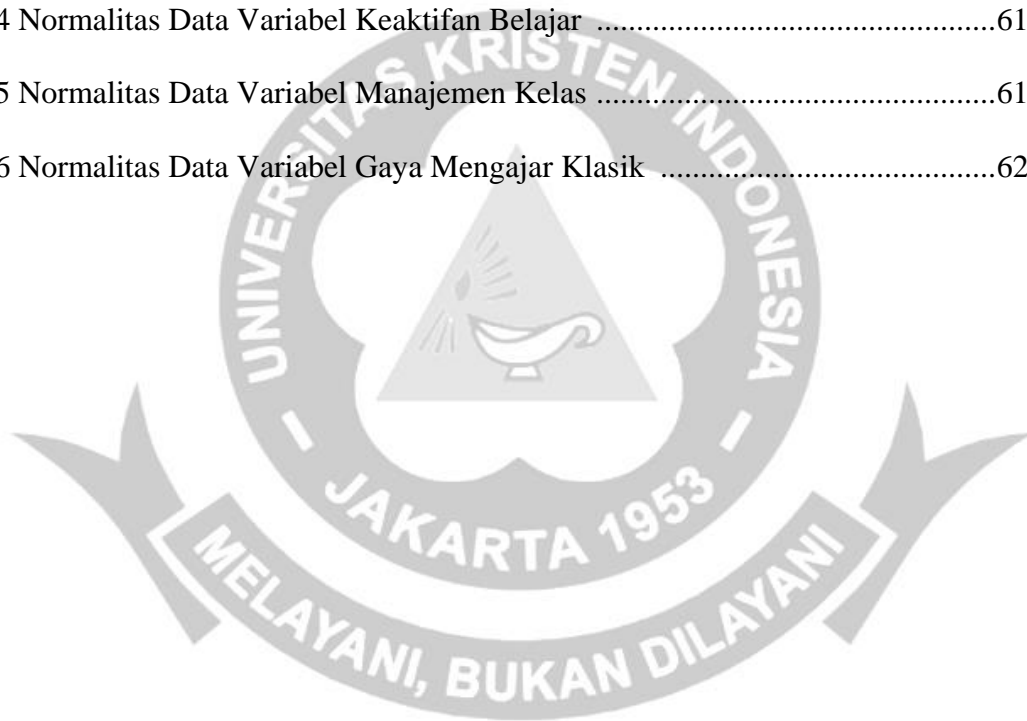 4 Normalitas Data Variabel Keaktifan Belajar ................................................61
5 Normalitas Data Variabel Manajemen Kelas ...............................................61
6 Normalitas Data Variabel Gaya Mengajar Klasik ........................................62
UNIVERSITAS KRISTEN INDONESIA
JAKARTA 1953
MELAYANI, BUKAN DILAYANI